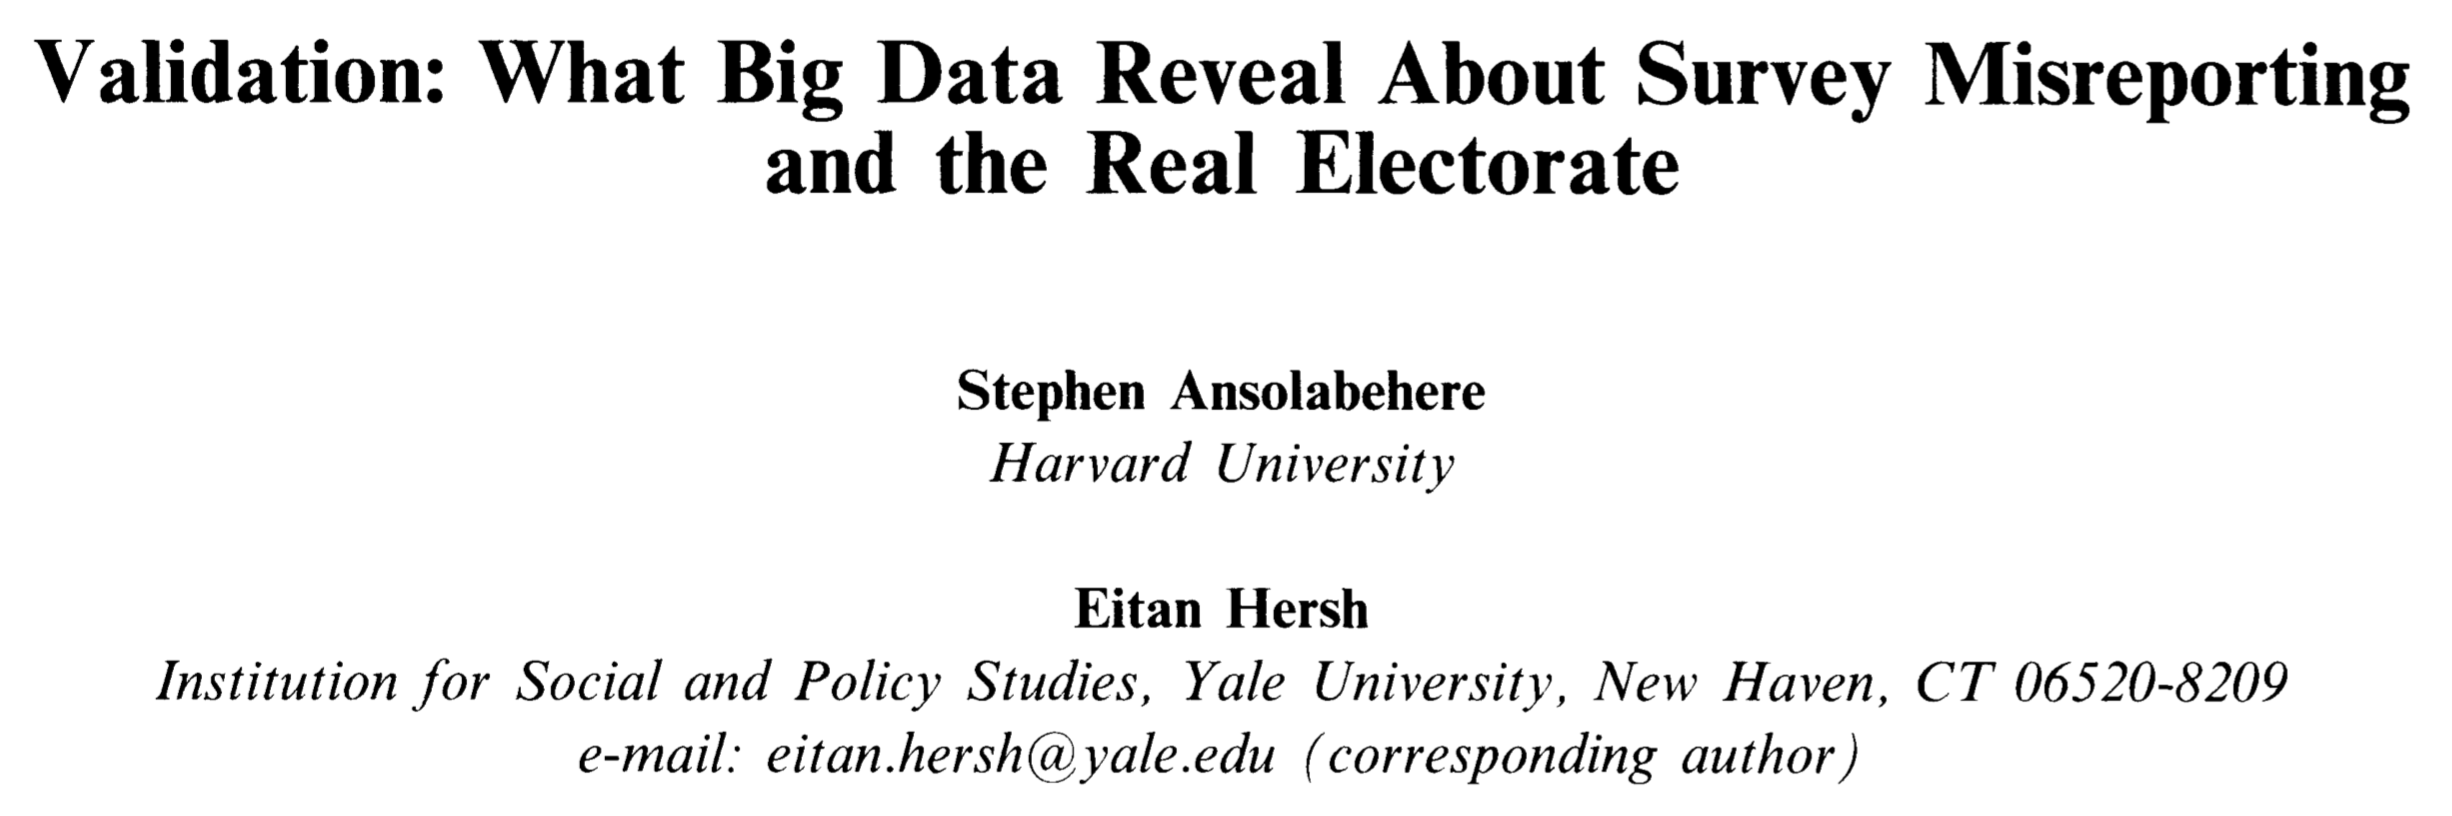 Validation: What Big Data Reveal About Survey Misreporting
and the Real Electorate
Stephen Ansolabehere
Harvard University
Eitan Hersh
Institution for Social and Policy Studies, Yale University, New Haven, CT 06520-8209
e-mail: eitan.hersh@yale.edu (corresponding author)